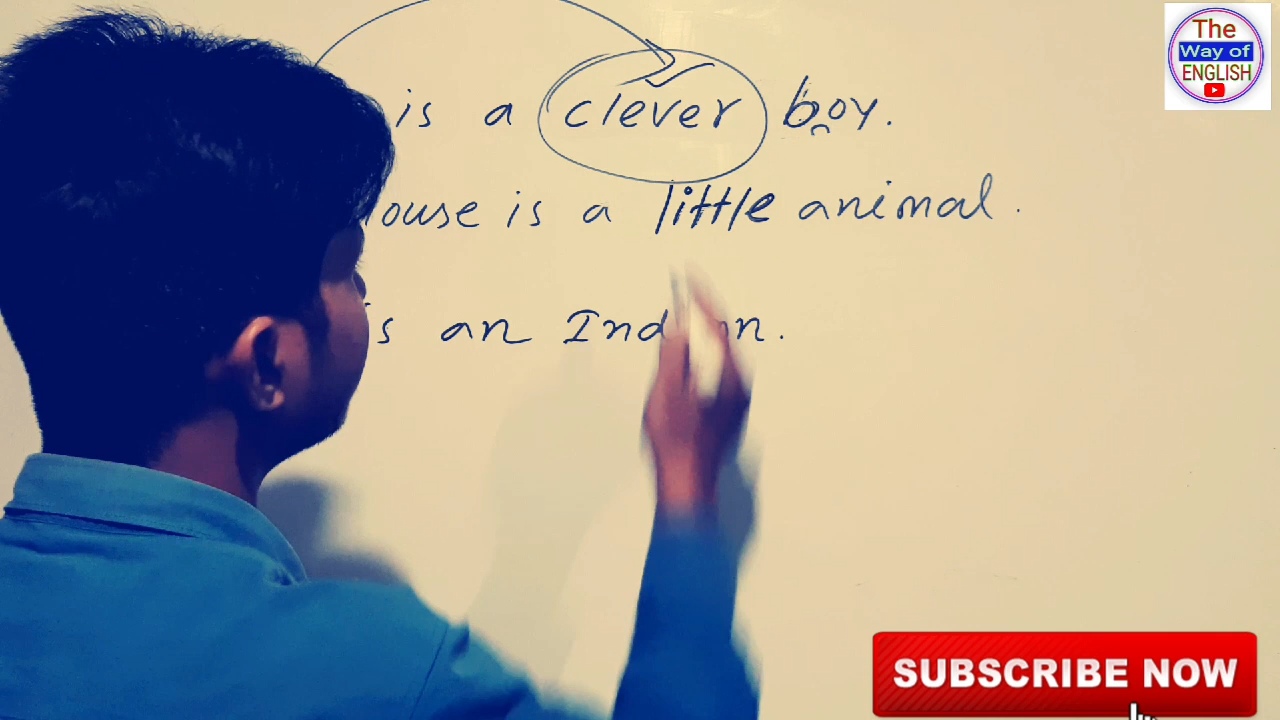 is a clever boy.
ouse is a little animal.
s an Ind n.
The
Way of
ENGLISH
SUBSCRIBE NOW